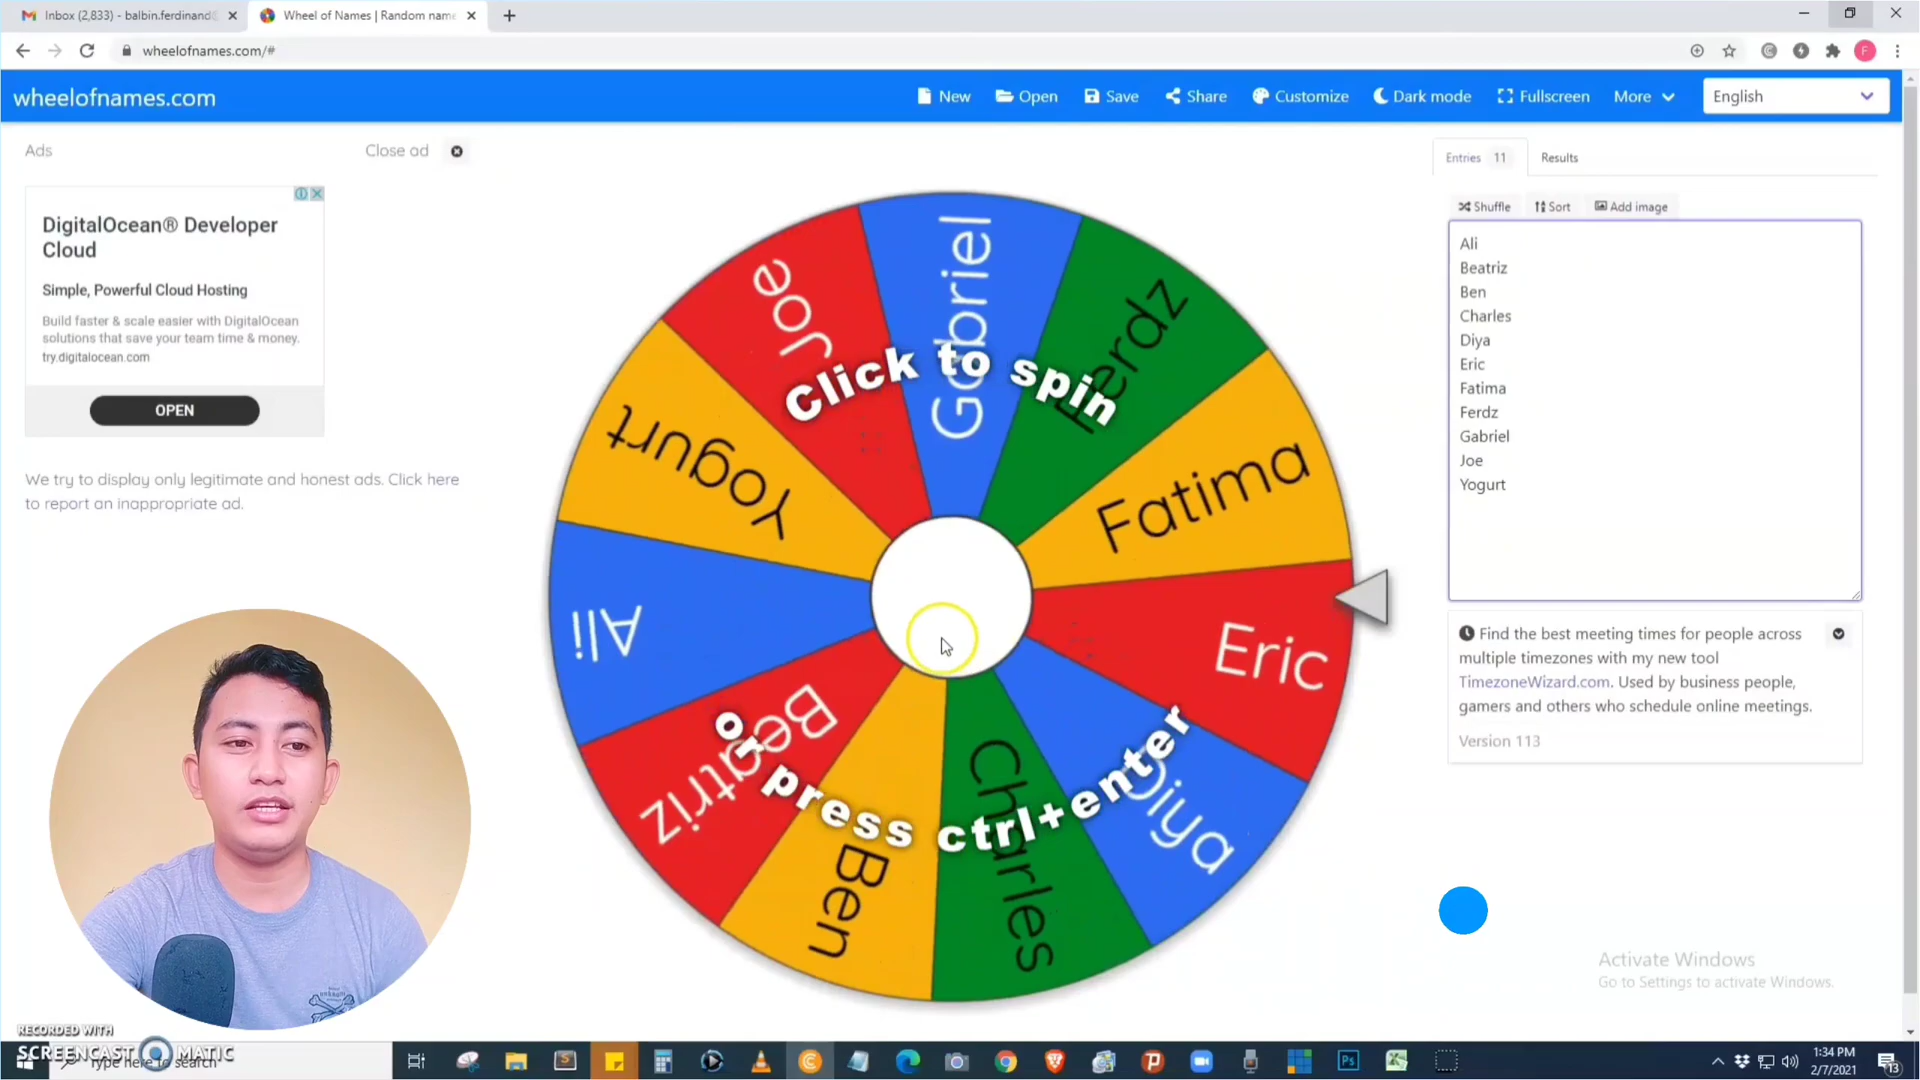 Inbox (2,833) - balbin.ferdinand@
Wheel of Names | Random name
wheelofnames.com/#
F
wheelofnames.com
New
Open
Save
Share
Customize
Dark mode
Fullscreen
More
English
Ads
Close ad
DigitalOcean® Developer
Cloud
Simple, Powerful Cloud Hosting
Build faster & scale easier with DigitalOcean
solutions that save your team time & money.
try.digitalocean.com
OPEN
We try to display only legitimate and honest ads. Click here
to report an inappropriate ad.
Gabriel
Ferdz
Fatima
Eric
Diya
Charles
Ben
Beatriz
Ali
Yogurt
Joe
Click to spin
or press ctrl+enter
Entries 11
Results
Shuffle
Sort
Add image
Ali
Beatriz
Ben
Charles
Diya
Eric
Fatima
Ferdz
Gabriel
Joe
Yogurt
Find the best meeting times for people across
multiple timezones with my new tool
TimezoneWizard.com. Used by business people,
gamers and others who schedule online meetings.
Version 113
Activate Windows
Go to Settings to activate Windows.
RECORDED WITH
SCREENCAST MATIC
Type here to search
Ps
1:34 PM
2/7/2021
13